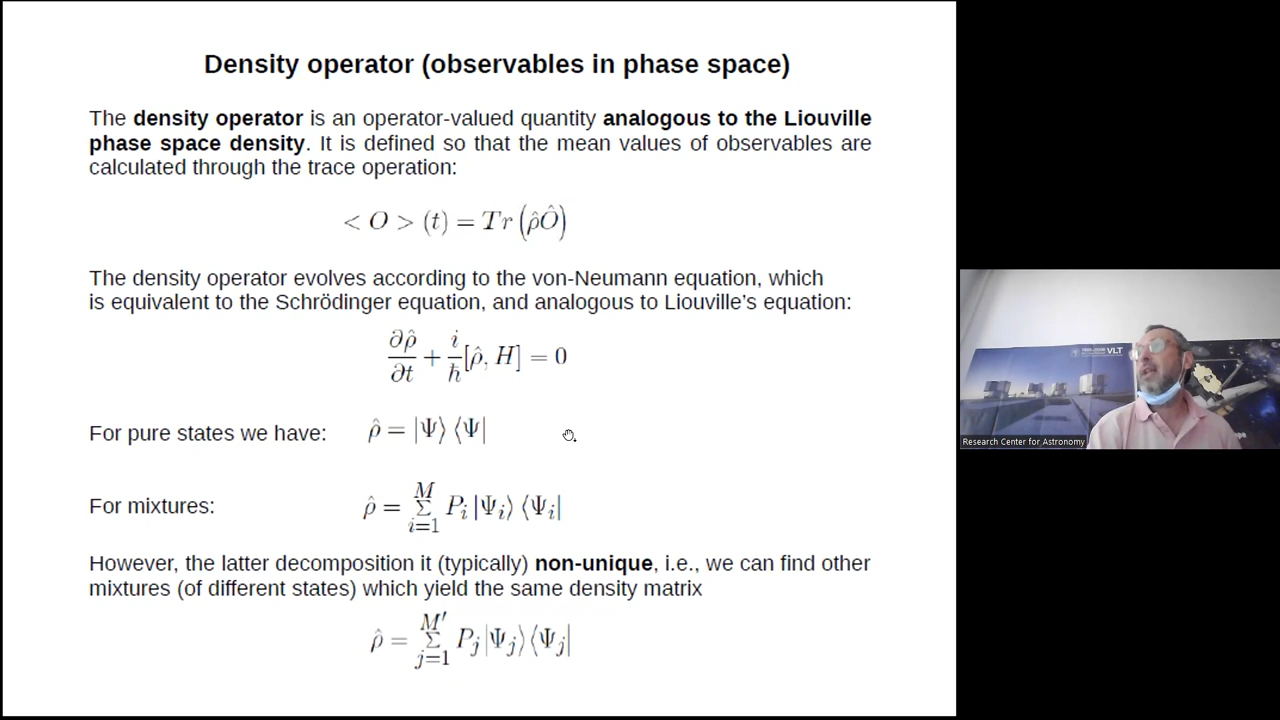 Density operator (observables in phase space)
The density operator is an operator-valued quantity analogous to the Liouville
phase space density. It is defined so that the mean values of observables are
calculated through the trace operation:
< O > (t) = Tr (ρ̂Ô)
The density operator evolves according to the von-Neumann equation, which
is equivalent to the Schrödinger equation, and analogous to Liouville's equation:
∂ρ̂/∂t + i/ħ [ρ̂, H] = 0
For pure states we have: ρ̂ = |Ψ⟩ ⟨Ψ|
For mixtures: ρ̂ = Σ_{i=1}^{M} P_i |Ψ_i⟩ ⟨Ψ_i|
However, the latter decomposition it (typically) non-unique, i.e., we can find other
mixtures (of different states) which yield the same density matrix
ρ̂ = Σ_{j=1}^{M'} P_j |Ψ_j⟩⟨Ψ_j|
VLT
Research Center for Astronomy